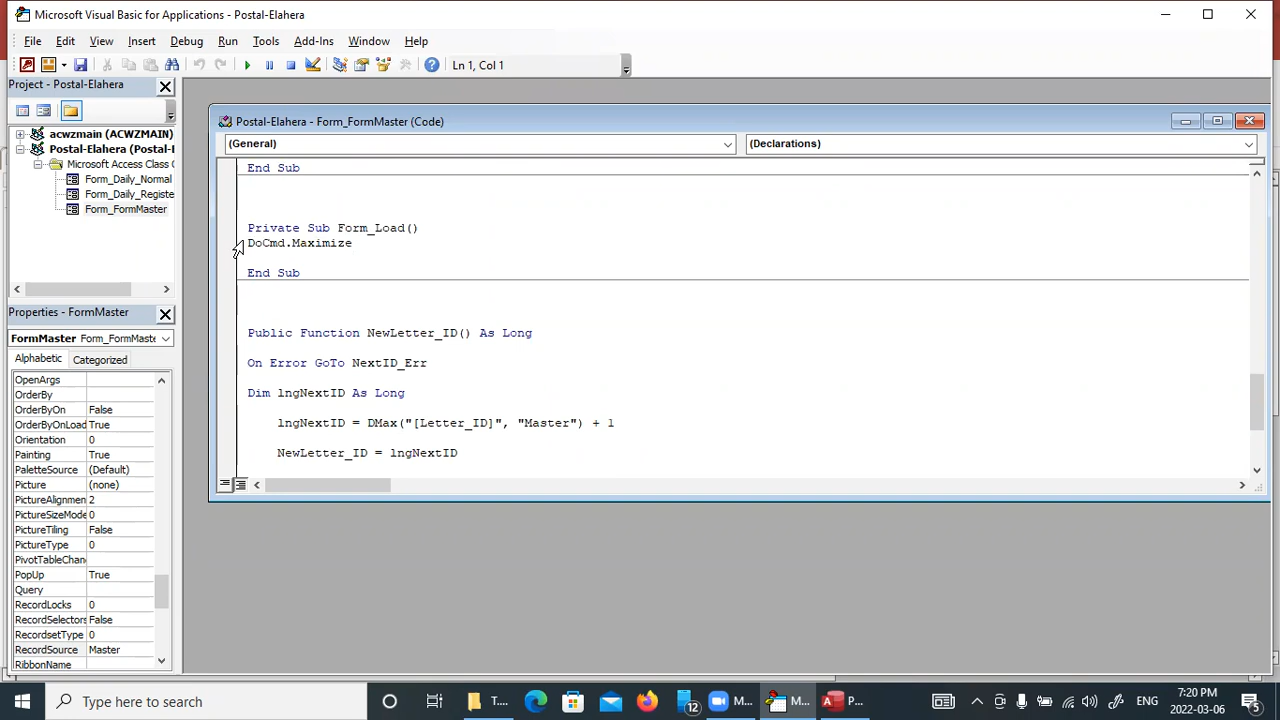 Microsoft Visual Basic for Applications - Postal-Elahera
File Edit View Insert Debug Run Tools Add-Ins Window Help
Ln 1, Col 1
Project - Postal-Elahera
acwzmain (ACWZMAIN)
Postal-Elahera (Postal-
Microsoft Access Class
Form_Daily_Normal
Form_Daily_Registe
Form_FormMaster
Properties - FormMaster
FormMaster Form_FormMaste
Alphabetic Categorized
OpenArgs
OrderBy
OrderByOn False
OrderByOnLoad True
Orientation 0
Painting True
PaletteSource (Default)
Picture (none)
PictureAlignmen 2
PictureSizeMode 0
PictureTiling False
PictureType 0
PivotTableChan
PopUp True
Query
RecordLocks 0
RecordSelectors False
RecordsetType 0
RecordSource Master
RibbonName
Postal-Elahera - Form_FormMaster (Code)
(General) (Declarations)
End Sub
Private Sub Form_Load()
DoCmd.Maximize
End Sub
Public Function NewLetter_ID() As Long
On Error GoTo NextID_Err
Dim lngNextID As Long
lngNextID = DMax("[Letter_ID]", "Master") + 1
NewLetter_ID = lngNextID
Type here to search
T...
12
M...
M...
P...
ENG
7:20 PM
2022-03-06
5